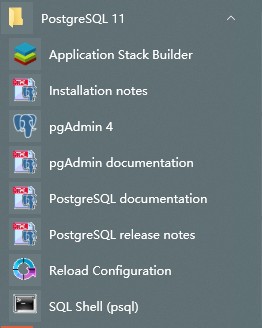 PostgreSQL 11
Application Stack Builder
Installation notes
pgAdmin 4
pgAdmin documentation
PostgreSQL documentation
PostgreSQL release notes
Reload Configuration
SQL Shell (psql)